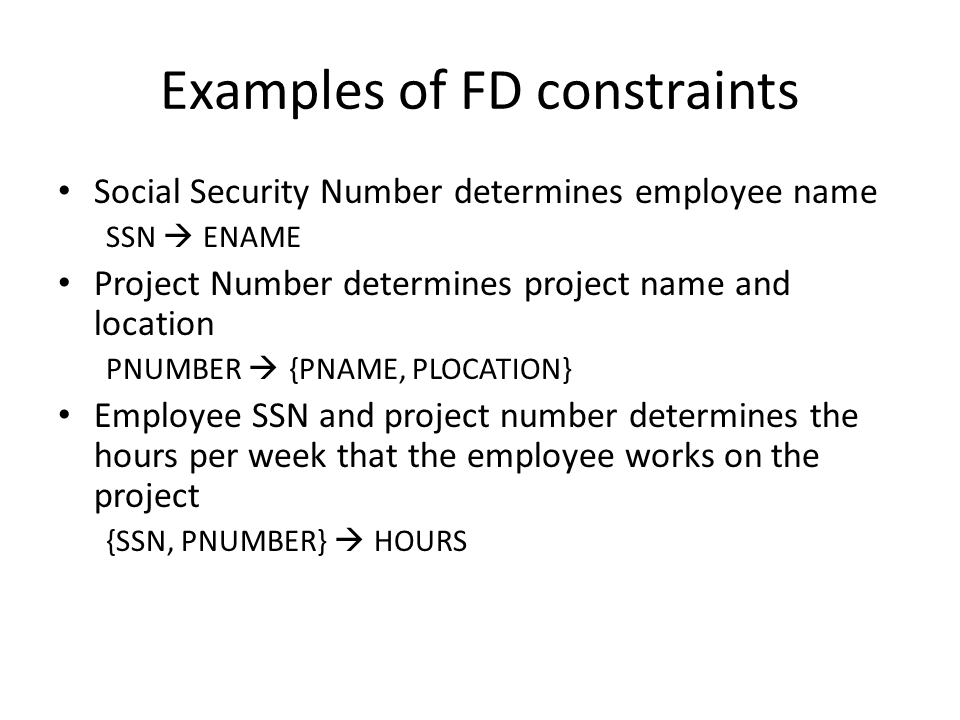 Examples of FD constraints
• Social Security Number determines employee name
SSN → ENAME
• Project Number determines project name and
location
PNUMBER → {PNAME, PLOCATION}
• Employee SSN and project number determines the
hours per week that the employee works on the
project
{SSN, PNUMBER} → HOURS